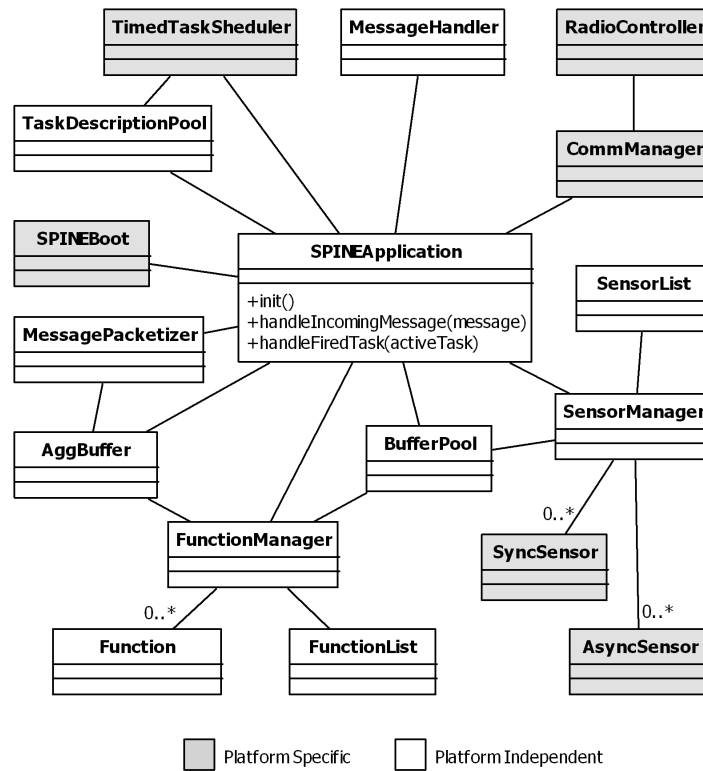 TimedTaskSheduler
MessageHandler
RadioController
TaskDescriptionPool
CommManager
SPINEBoot
SPINEApplication
+init()
+handleIncomingMessage(message)
+handleFiredTask(activeTask)
SensorList
MessagePacketizer
SensorManager
AggBuffer
BufferPool
0..*
FunctionManager
SyncSensor
0..*
0..*
Function
FunctionList
AsyncSensor
Platform Specific
Platform Independent